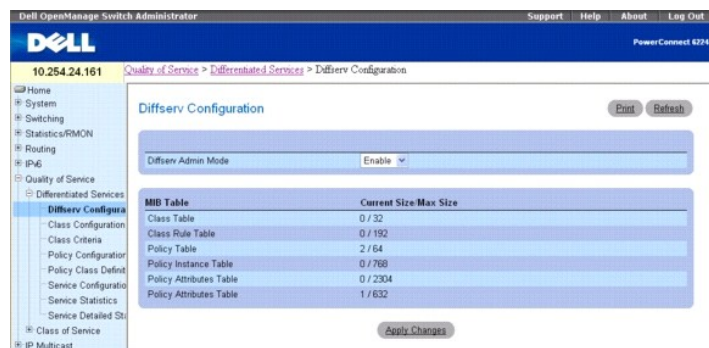 Dell OpenManage Switch Administrator Support Help About Log Out
DELL
PowerConnect 6224
10.254.24.161
Quality of Service > Differentiated Services > Diffserv Configuration
Home
System
Switching
Statistics/RMON
Routing
IPv6
Quality of Service
Differentiated Services
Diffserv Configura
Class Configuration
Class Criteria
Policy Configuration
Policy Class Definit
Service Configuratio
Service Statistics
Service Detailed Sta
Class of Service
IP Multicast
Diffserv Configuration
Print Refresh
Diffserv Admin Mode Enable
MIB Table Current Size/Max Size
Class Table 0 / 32
Class Rule Table 0 / 192
Policy Table 2 / 64
Policy Instance Table 0 / 768
Policy Attributes Table 0 / 2304
Policy Attributes Table 1 / 632
Apply Changes